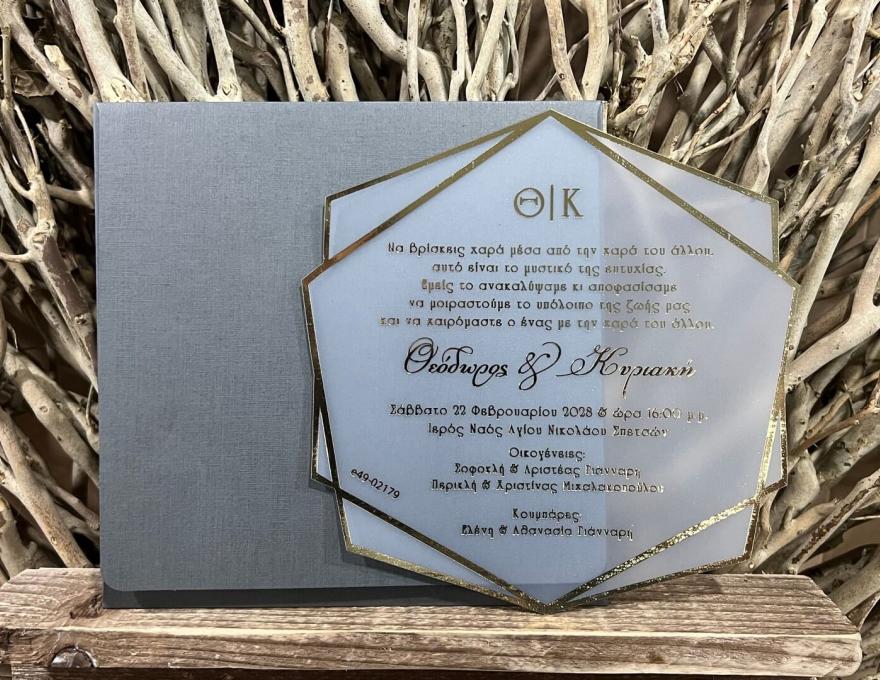 Θ|Κ
Να βρίσκεις χαρά μέσα από την χαρά του άλλου,
αυτό είναι το μυστικό της ευτυχίας.
Εμείς το ανακαλύψαμε κι αποφασίσαμε
να μοιραστούμε το υπόλοιπο της ζωής μας
και να χαιρόμαστε ο ένας με την χαρά του άλλου.
Θεόδωρος & Κυριακή
Σάββατο 22 Φεβρουαρίου 2028 & ώρα 16:00 μ.μ.
Ιερός Ναός Αγίου Νικολάου Σπετσών
Οικογένειες:
Σοφοκλή & Αριστέας Γιάνναρη
Περικλή & Χριστίνας Μιχαλακοπούλου
Κουμπάρες:
Ελένη & Αθανασία Γιάνναρη
e49-02179